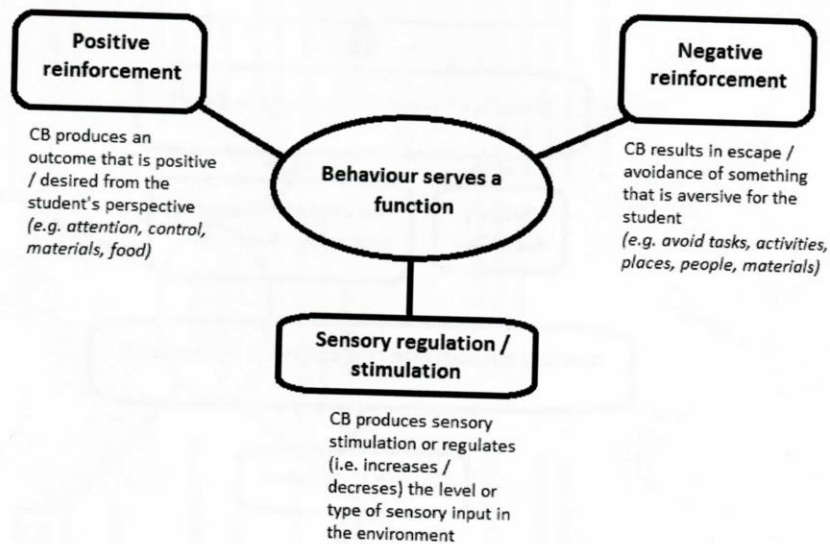 Positive
reinforcement
CB produces an
outcome that is positive
/ desired from the
student's perspective
(e.g. attention, control,
materials, food)
Behaviour serves a
function
Negative
reinforcement
CB results in escape /
avoidance of something
that is aversive for the
student
(e.g. avoid tasks, activities,
places, people, materials)
Sensory regulation /
stimulation
CB produces sensory
stimulation or regulates
(i.e. increases /
decreses) the level or
type of sensory input in
the environment